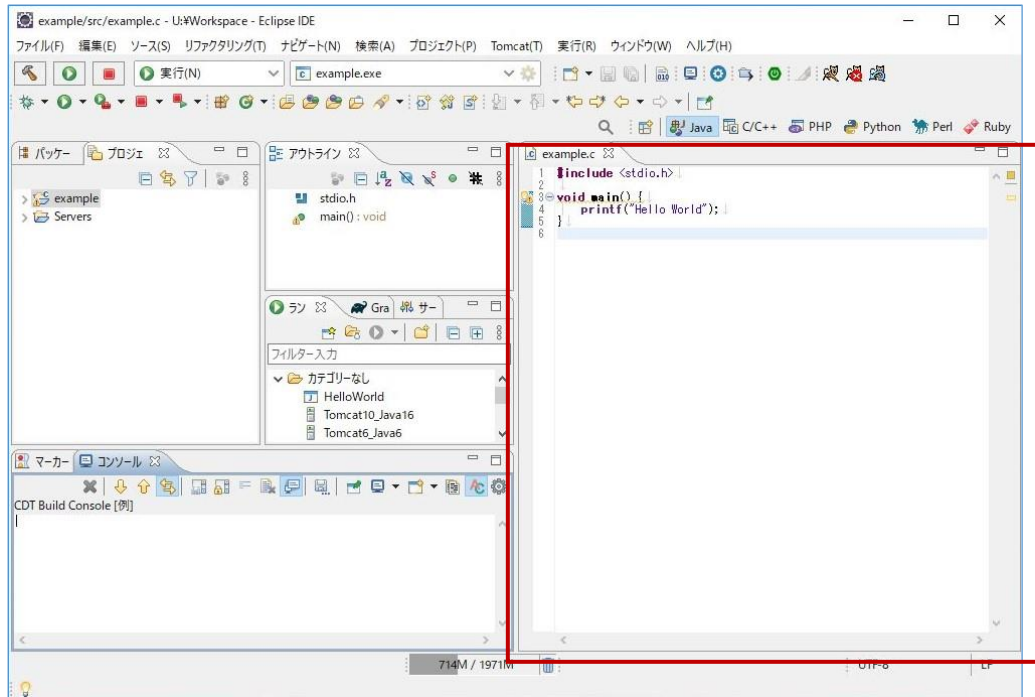 example/src/example.c - U:¥Workspace - Eclipse IDE
ファイル(F) 編集(E) ソース(S) リファクタリング(T) ナビゲート(N) 検索(A) プロジェクト(P) Tomcat(T) 実行(R) ウィンドウ(W) ヘルプ(H)
実行(N) example.exe
Java C/C++ PHP Python Perl Ruby
パッケー プロジェ
example
Servers
アウトライン
stdio.h
main() : void
ラン Gra サー
フィルター入力
カテゴリーなし
HelloWorld
Tomcat10_Java16
Tomcat6_Java6
マーカー コンソール
CDT Build Console [例]
example.c
1 #include <stdio.h>
2
3 void main() {
4 printf("Hello World");
5 }
6
714M / 1971M UTF-8 LF